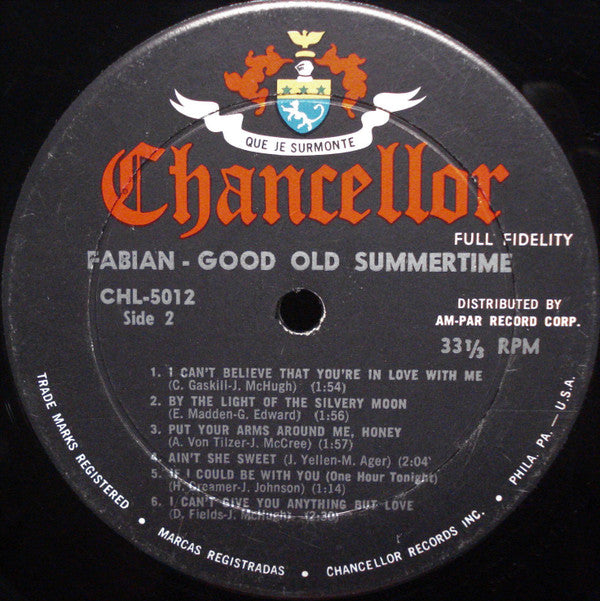 QUE JE SURMONTE
Chancellor
FULL FIDELITY
FABIAN - GOOD OLD SUMMERTIME
CHL-5012
Side 2
DISTRIBUTED BY
AM-PAR RECORD CORP.
33 1/3 RPM
1. I CAN'T BELIEVE THAT YOU'RE IN LOVE WITH ME
(C. Gaskill-J. McHugh) (1:54)
2. BY THE LIGHT OF THE SILVERY MOON
(E. Madden-G. Edward) (1:56)
3. PUT YOUR ARMS AROUND ME, HONEY
(A. Von Tilzer-J. McCree) (1:57)
4. AIN'T SHE SWEET (J. Yellen-M. Ager) (2:04)
5. IF I COULD BE WITH YOU (One Hour Tonight)
(H. Creamer-J. Johnson) (1:14)
6. I CAN'T GIVE YOU ANYTHING BUT LOVE
(D. Fields-J. McHugh) (2:30)
TRADE MARKS REGISTERED. • MARCAS REGISTRADAS • CHANCELLOR RECORDS INC. • PHILA. PA. — U.S.A.